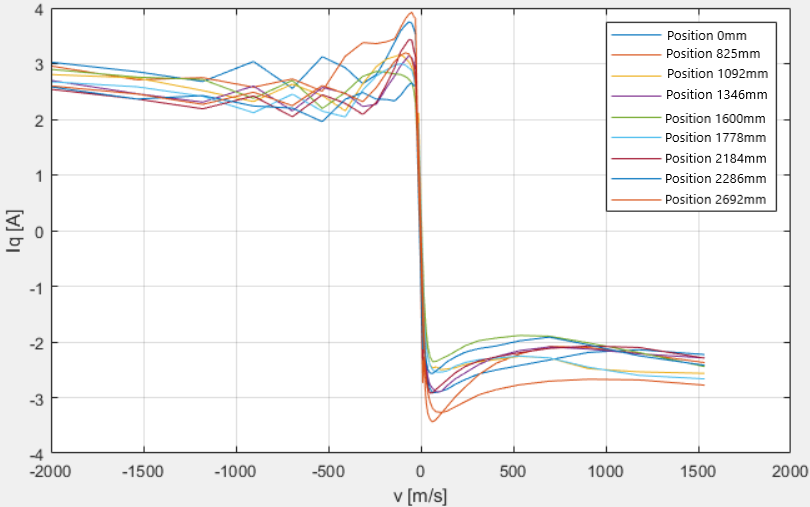 4
3
2
1
0
-1
-2
-3
-4
Iq [A]
-2000 -1500 -1000 -500 0 500 1000 1500 2000
v [m/s]
Position 0mm
Position 825mm
Position 1092mm
Position 1346mm
Position 1600mm
Position 1778mm
Position 2184mm
Position 2286mm
Position 2692mm